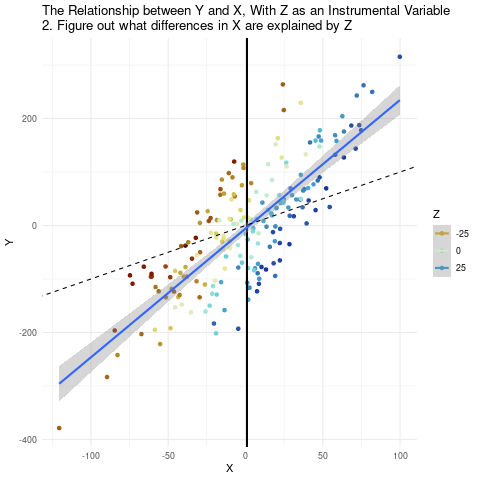 The Relationship between Y and X, With Z as an Instrumental Variable
2. Figure out what differences in X are explained by Z
200
0
-200
-400
Y
-100
-50
0
50
100
X
Z
-25
0
25